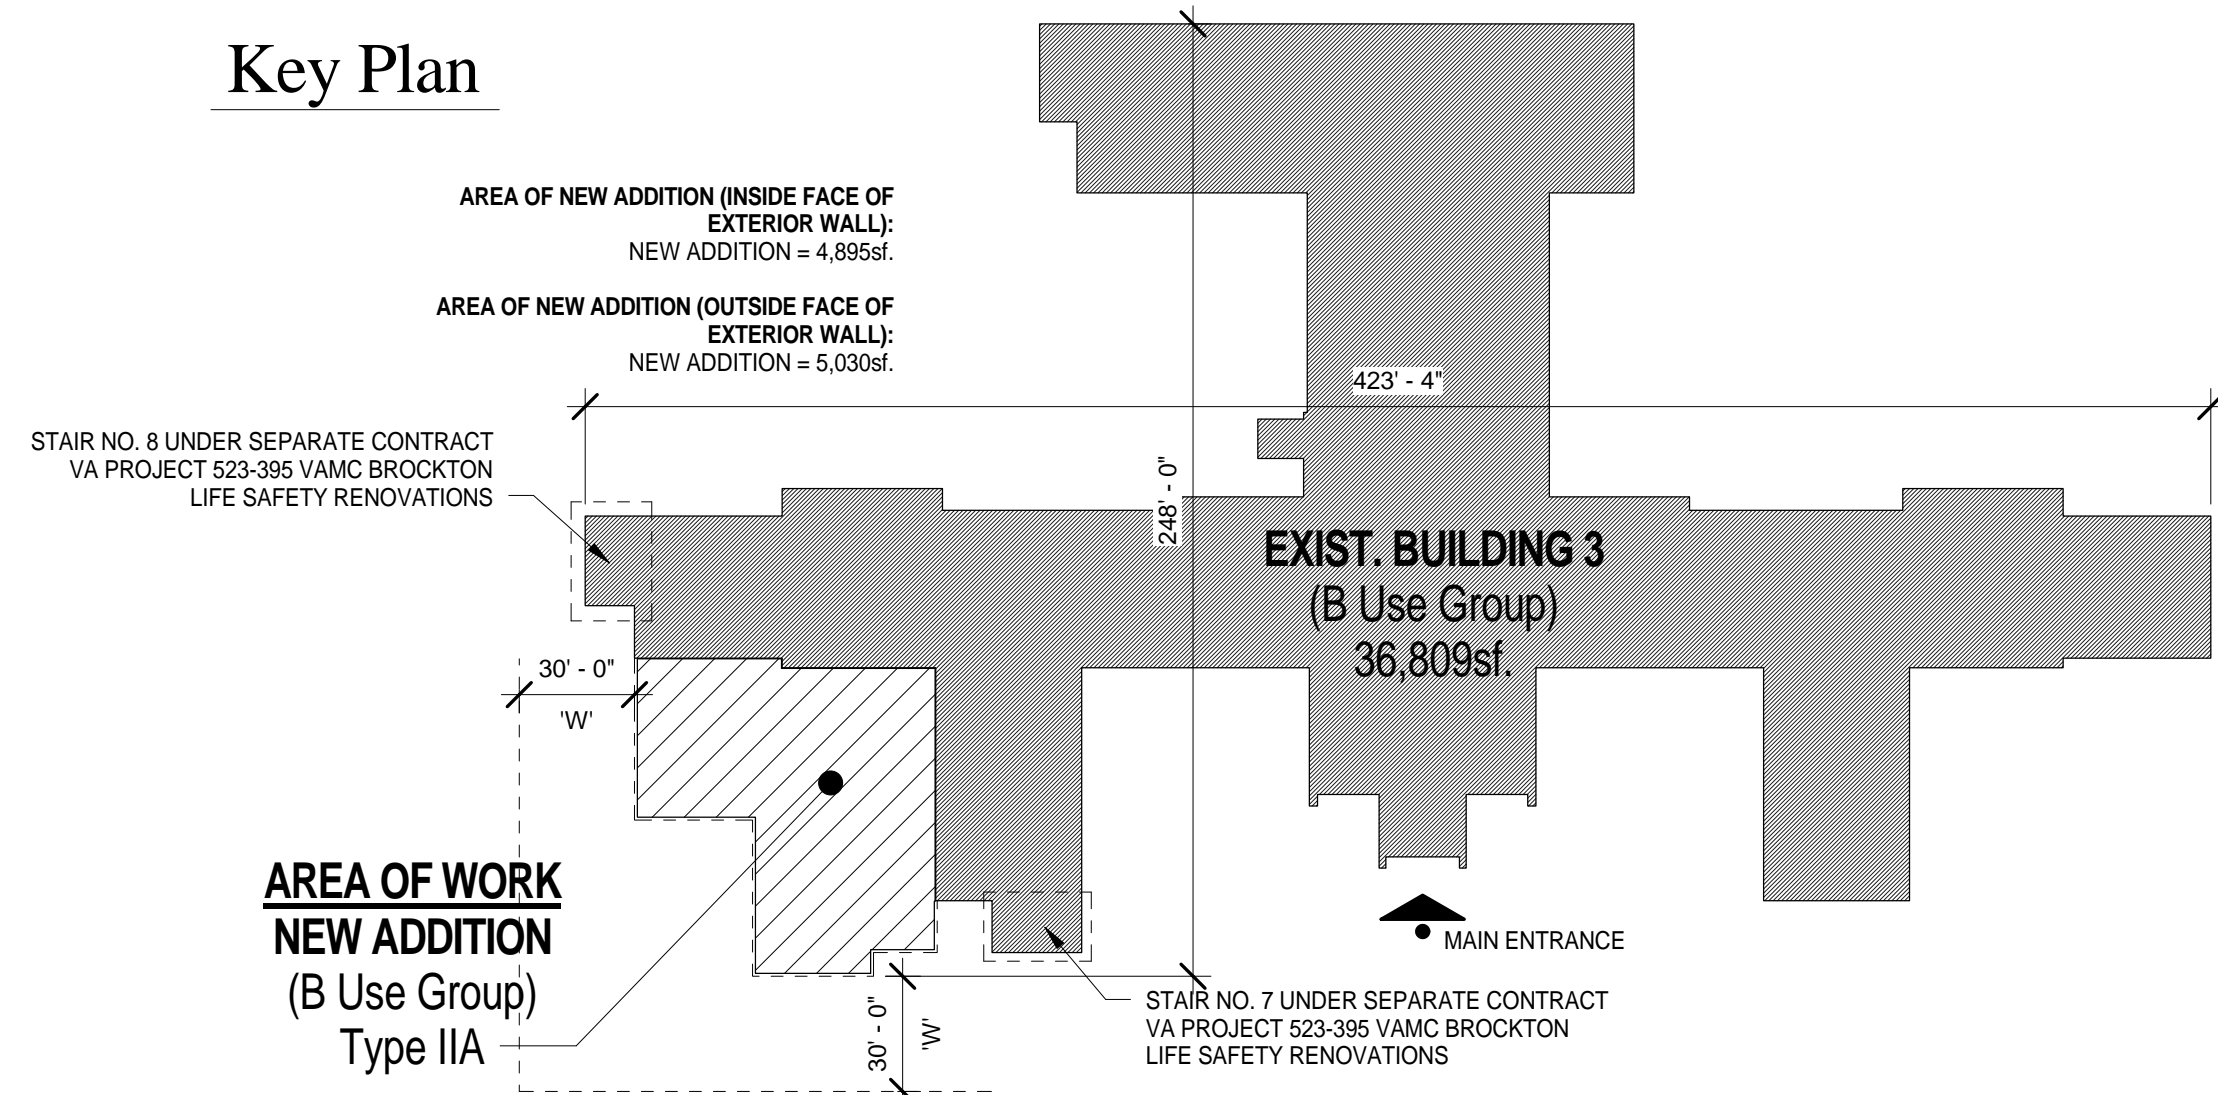 Key Plan
AREA OF NEW ADDITION (INSIDE FACE OF
EXTERIOR WALL):
NEW ADDITION = 4,895sf.
AREA OF NEW ADDITION (OUTSIDE FACE OF
EXTERIOR WALL):
NEW ADDITION = 5,030sf.
423' - 4"
STAIR NO. 8 UNDER SEPARATE CONTRACT
VA PROJECT 523-395 VAMC BROCKTON
LIFE SAFETY RENOVATIONS
248' - 0"
EXIST. BUILDING 3
(B Use Group)
36,809sf.
30' - 0"
'W'
AREA OF WORK
NEW ADDITION
(B Use Group)
Type IIA
MAIN ENTRANCE
30' - 0"
'W'
STAIR NO. 7 UNDER SEPARATE CONTRACT
VA PROJECT 523-395 VAMC BROCKTON
LIFE SAFETY RENOVATIONS